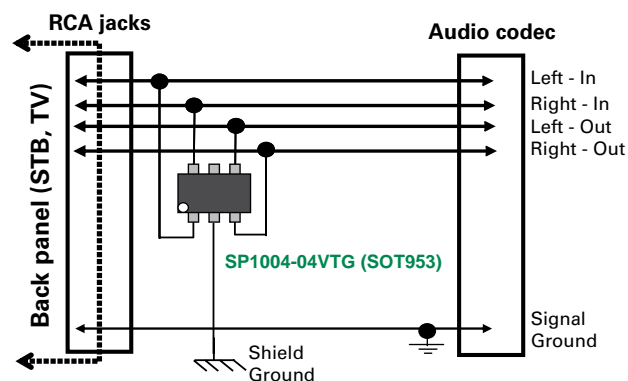 RCA jacks
Audio codec
Back panel (STB, TV)
Left - In
Right - In
Left - Out
Right - Out
SP1004-04VTG (SOT953)
Signal
Ground
Shield
Ground